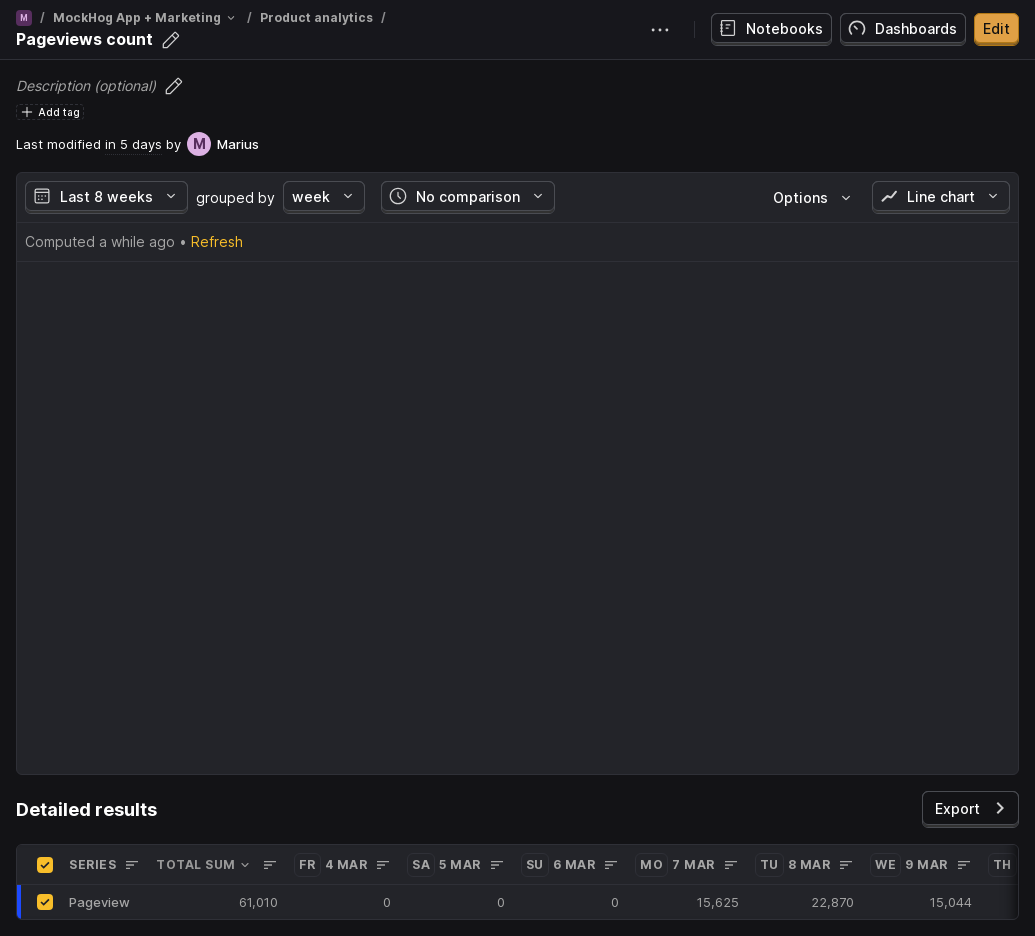 M / MockHog App + Marketing / Product analytics /
Pageviews count
Notebooks Dashboards Edit
Description (optional)
Add tag
Last modified in 5 days by M Marius
Last 8 weeks grouped by week No comparison Options Line chart
Computed a while ago • Refresh
Detailed results
Export
SERIES TOTAL SUM FR 4 MAR SA 5 MAR SU 6 MAR MO 7 MAR TU 8 MAR WE 9 MAR TH
Pageview 61,010 0 0 0 15,625 22,870 15,044